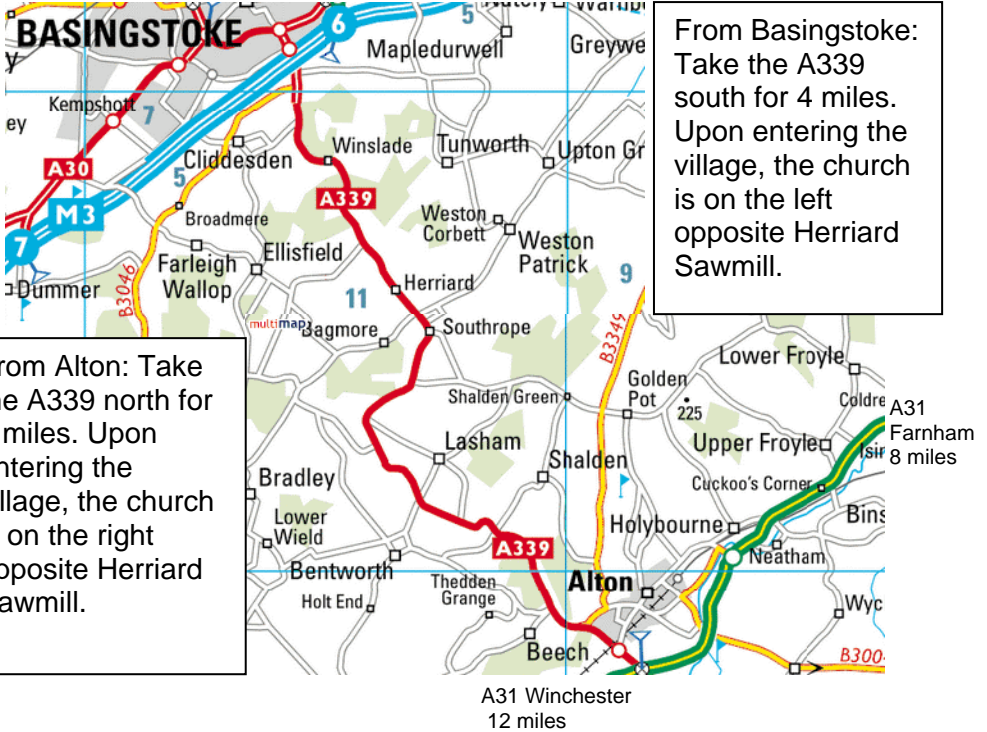 BASINGSTOKE
6
5
Mapledurwell
Greywe
Kempshott
7
ey
Cliddesden
Winslade
Tunworth
Upton Gr
A30
5
A339
M3
Broadmere
Weston
Corbett
Weston
Patrick
7
Farleigh
Wallop
Ellisfield
9
Dummer
B3046
11
Herriard
multimap
Bagmore
Southrope
B3349
Lower Froyle
Golden
Pot
225
Shalden Green
Coldre
Upper Froyle
Isin
Lasham
Shalden
Cuckoo's Corner
Bradley
Lower
Wield
Holybourne
Bins
A339
Neatham
Bentworth
Thedden
Grange
Alton
Holt End
Wyc
Beech
B300
From Basingstoke:
Take the A339
south for 4 miles.
Upon entering the
village, the church
is on the left
opposite Herriard
Sawmill.
rom Alton: Take
he A339 north for
miles. Upon
ntering the
illage, the church
on the right
pposite Herriard
awmill.
A31
Farnham
8 miles
A31 Winchester
12 miles